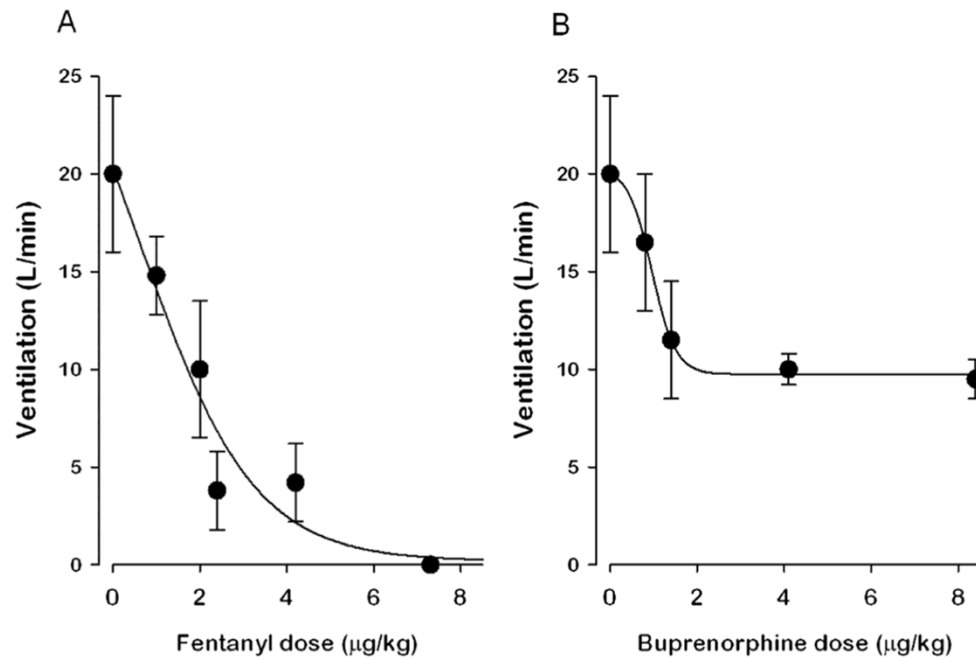 A
B
Ventilation (L/min)
25
20
15
10
5
0
0 2 4 6 8
Fentanyl dose (μg/kg)
Ventilation (L/min)
25
20
15
10
5
0
0 2 4 6 8
Buprenorphine dose (μg/kg)